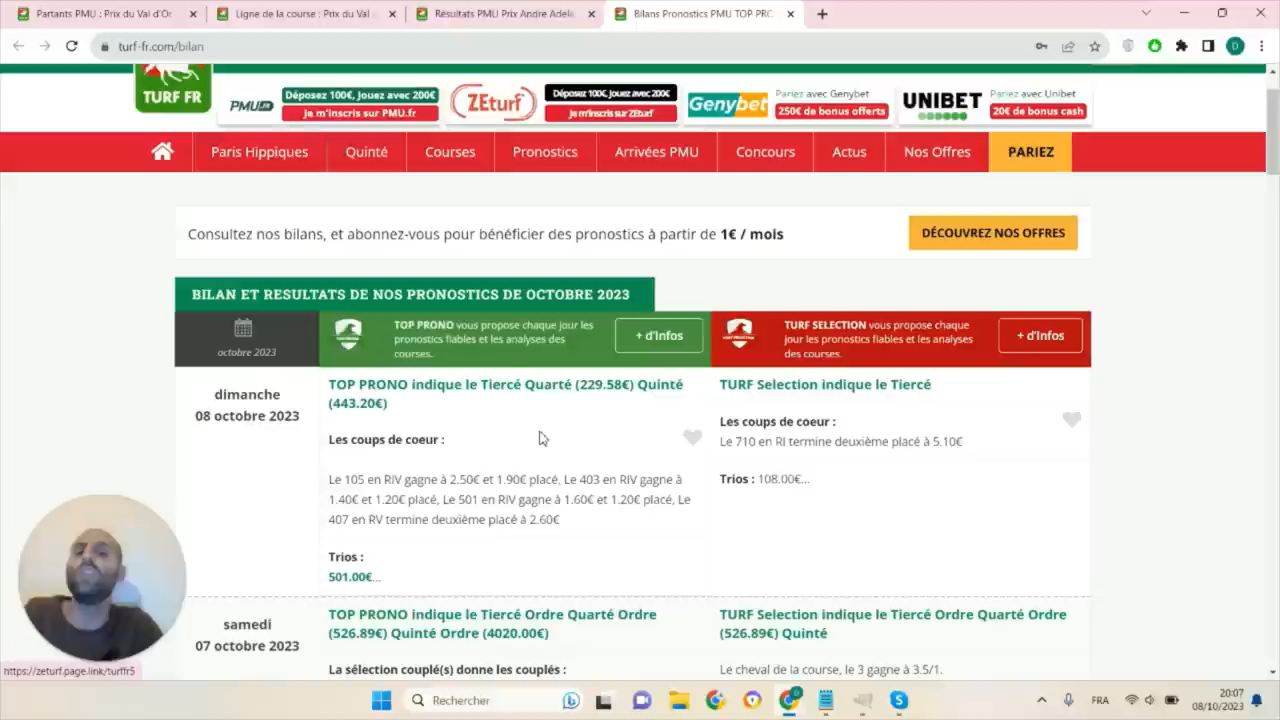 Partants PMU : Prix du Val d'Or
Ligne de la course : Prix du Val
Résultats PMU Prix Andre Adele
Bilans Pronostics PMU TOP PRO
turf-fr.com/bilan
D
TURF FR
PMU.fr
Déposez 100€, Jouez avec 200€
Je m'inscris sur PMU.fr
ZEturf
Déposez 100€, Jouez avec 200€
Je m'inscris sur ZEturf
Genybet
Pariez avec Genybet
250€ de bonus offerts
UNIBET
Pariez avec Unibet
20€ de bonus cash
Paris Hippiques
Quinté
Courses
Pronostics
Arrivées PMU
Concours
Actus
Nos Offres
PARIEZ
Consultez nos bilans, et abonnez-vous pour bénéficier des pronostics à partir de 1€ / mois
DÉCOUVREZ NOS OFFRES
BILAN ET RESULTATS DE NOS PRONOSTICS DE OCTOBRE 2023
octobre 2023
TOP PRONO vous propose chaque jour les
pronostics fiables et les analyses des
courses.
+ d'Infos
TURF SELECTION vous propose chaque
jour les pronostics fiables et les analyses
des courses.
+ d'Infos
dimanche
08 octobre 2023
TOP PRONO indique le Tiercé Quarté (229.58€) Quinté
(443.20€)
Les coups de coeur :
Le 105 en RIV gagne à 2.50€ et 1.90€ placé, Le 403 en RIV gagne à
1.40€ et 1.20€ placé, Le 501 en RIV gagne à 1.60€ et 1.20€ placé, Le
407 en RV termine deuxième placé à 2.60€
Trios :
501.00€...
TURF Selection indique le Tiercé
Les coups de coeur :
Le 710 en RI termine deuxième placé à 5.10€
Trios : 108.00€...
samedi
07 octobre 2023
TOP PRONO indique le Tiercé Ordre Quarté Ordre
(526.89€) Quinté Ordre (4020.00€)
La sélection couplé(s) donne les couplés :
TURF Selection indique le Tiercé Ordre Quarté Ordre
(526.89€) Quinté
Le cheval de la course, le 3 gagne à 3.5/1.
https://zeturf.page.link/turffr5
Rechercher
FRA
20:07
08/10/2023